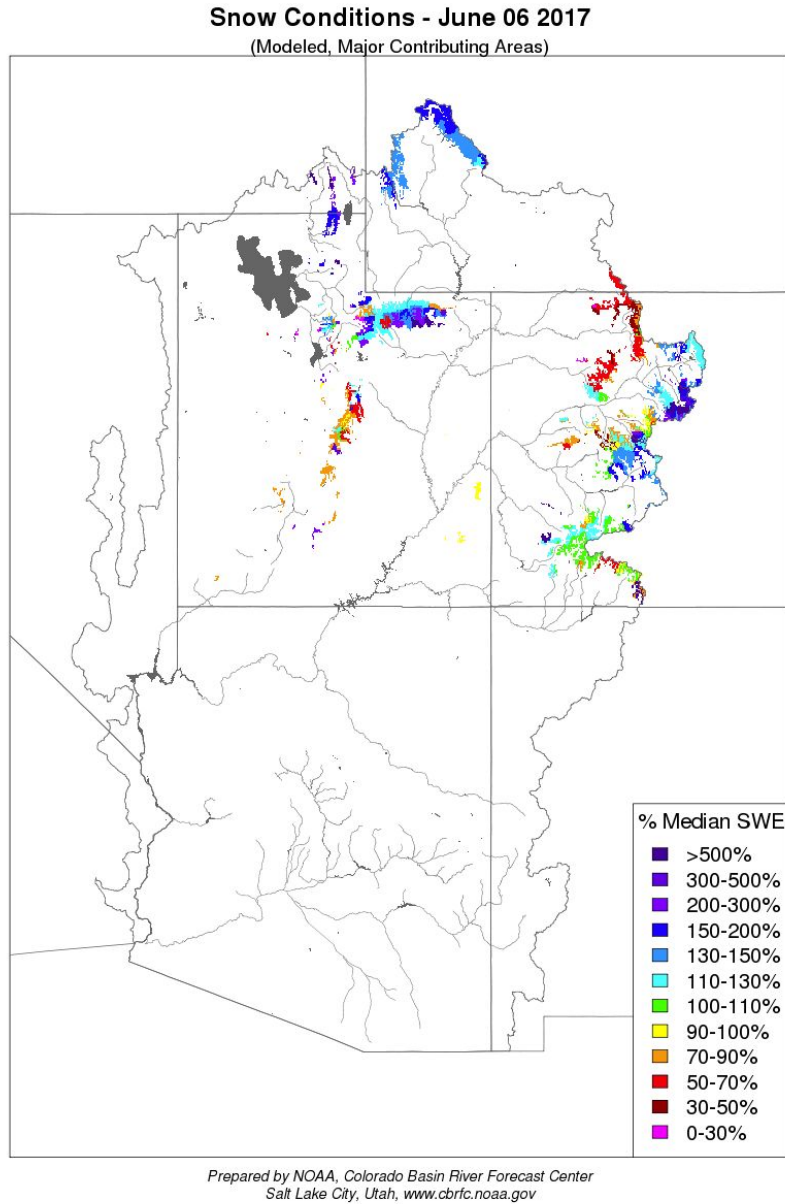 Snow Conditions - June 06 2017
(Modeled, Major Contributing Areas)
% Median SWE
>500%
300-500%
200-300%
150-200%
130-150%
110-130%
100-110%
90-100%
70-90%
50-70%
30-50%
0-30%
Prepared by NOAA, Colorado Basin River Forecast Center
Salt Lake City, Utah, www.cbrfc.noaa.gov